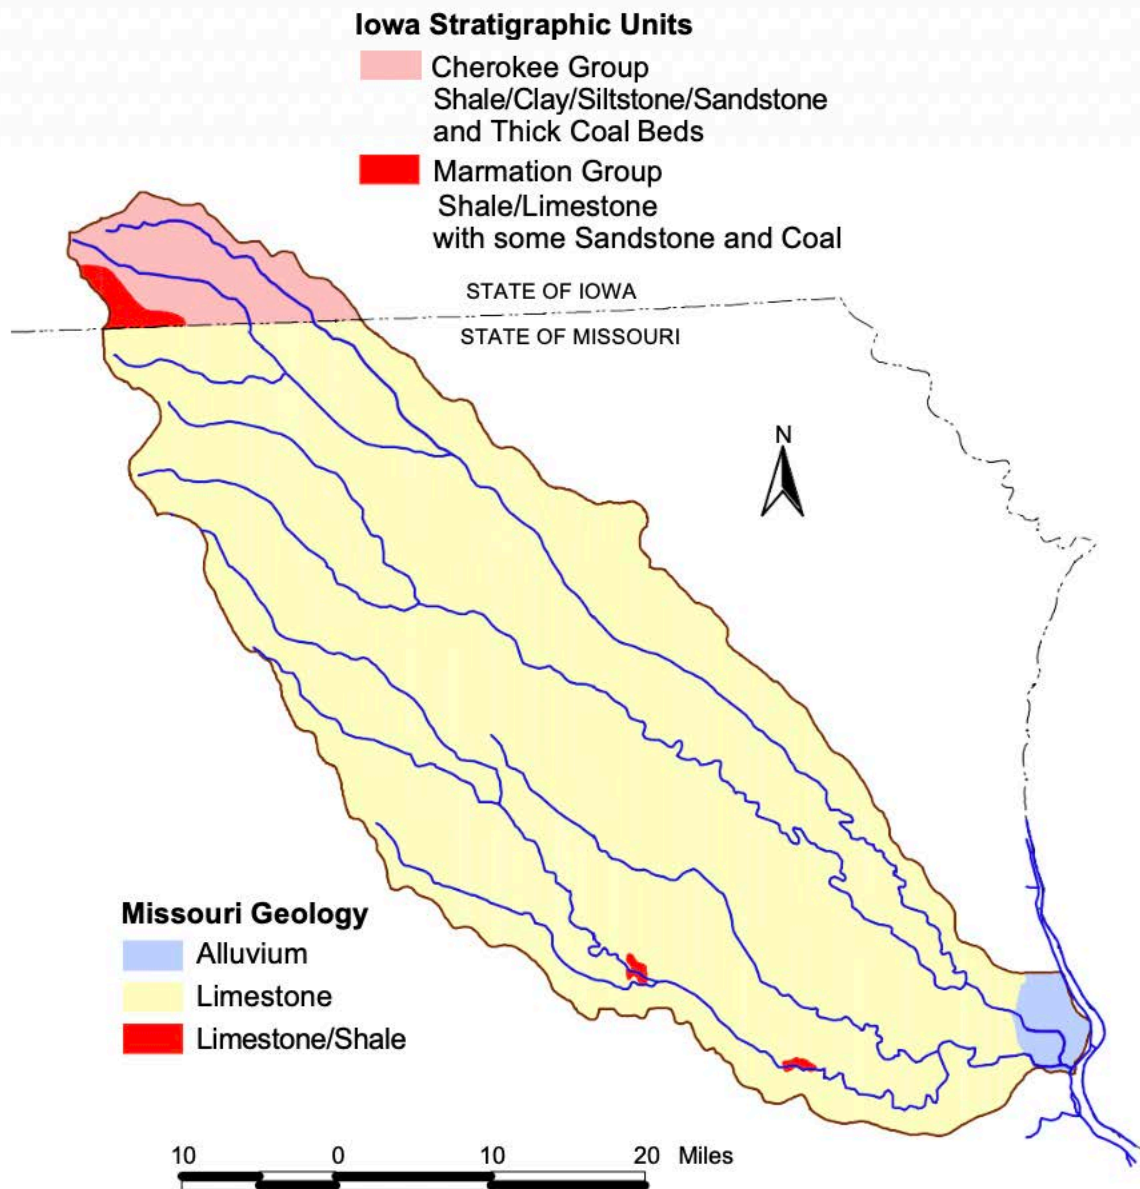 Iowa Stratigraphic Units
Cherokee Group
Shale/Clay/Siltstone/Sandstone
and Thick Coal Beds
Marmation Group
Shale/Limestone
with some Sandstone and Coal
STATE OF IOWA
STATE OF MISSOURI
N
Missouri Geology
Alluvium
Limestone
Limestone/Shale
10 0 10 20 Miles